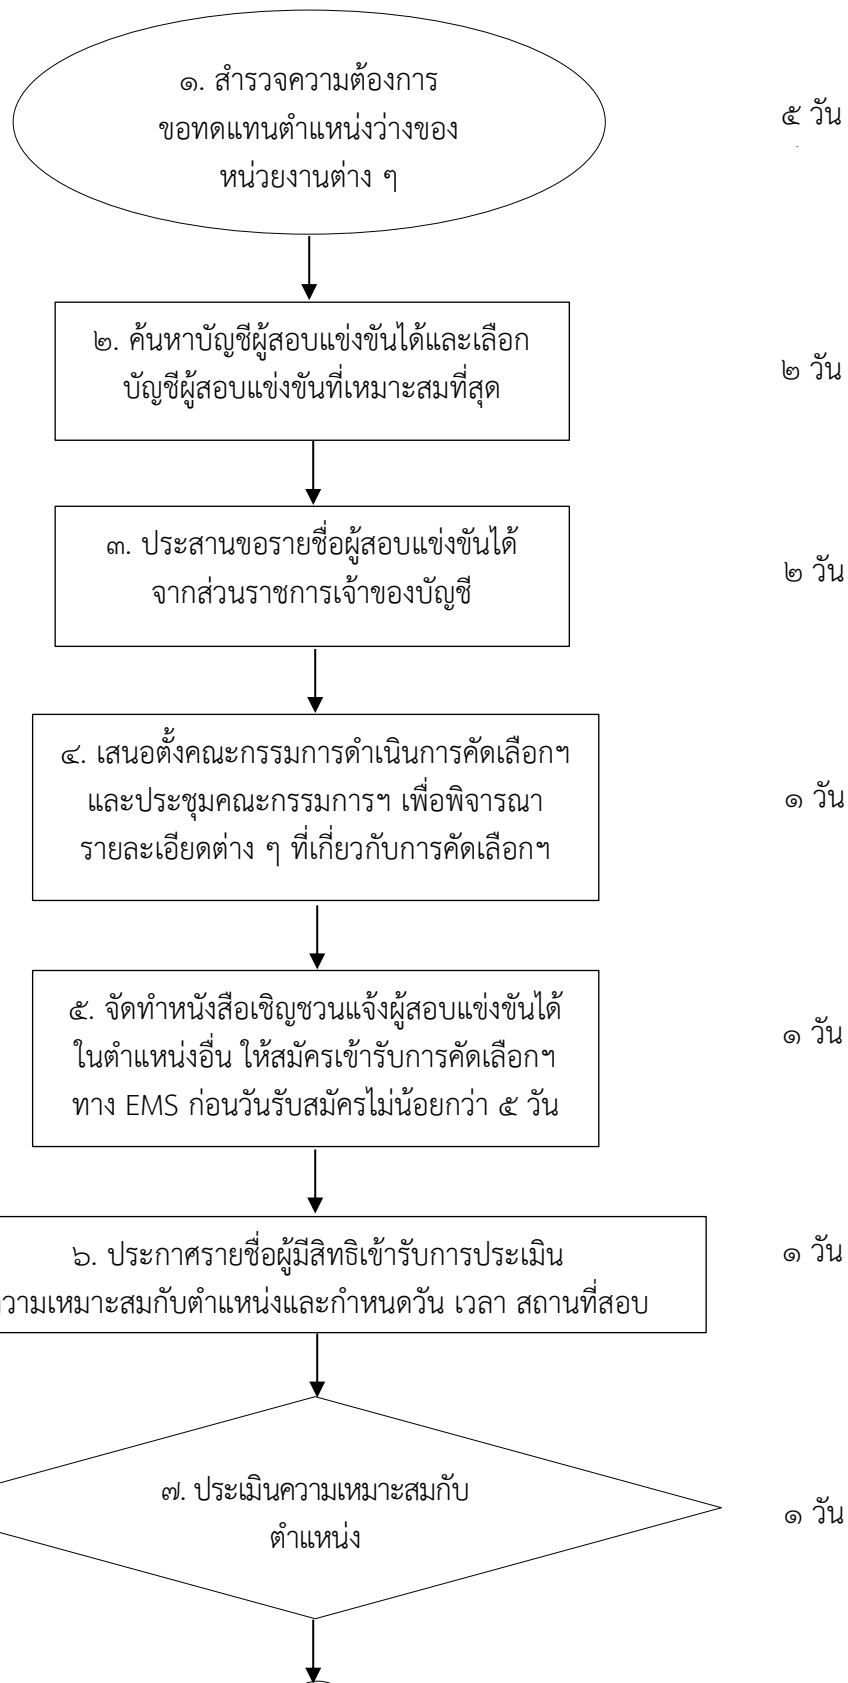 ๑. สำรวจความต้องการ
ขอทดแทนตำแหน่งว่างของ
หน่วยงานต่าง ๆ
๕ วัน
๒. ค้นหาบัญชีผู้สอบแข่งขันได้และเลือก
บัญชีผู้สอบแข่งขันที่เหมาะสมที่สุด
๒ วัน
๓. ประสานขอรายชื่อผู้สอบแข่งขันได้
จากส่วนราชการเจ้าของบัญชี
๒ วัน
๔. เสนอตั้งคณะกรรมการดำเนินการคัดเลือกฯ
และประชุมคณะกรรมการฯ เพื่อพิจารณา
รายละเอียดต่าง ๆ ที่เกี่ยวกับการคัดเลือกฯ
๑ วัน
๕. จัดทำหนังสือเชิญชวนแจ้งผู้สอบแข่งขันได้
ในตำแหน่งอื่น ให้สมัครเข้ารับการคัดเลือกฯ
ทาง EMS ก่อนวันรับสมัครไม่น้อยกว่า ๕ วัน
๑ วัน
๖. ประกาศรายชื่อผู้มีสิทธิเข้ารับการประเมิน
ความเหมาะสมกับตำแหน่งและกำหนดวัน เวลา สถานที่สอบ
๑ วัน
๗. ประเมินความเหมาะสมกับ
ตำแหน่ง
๑ วัน